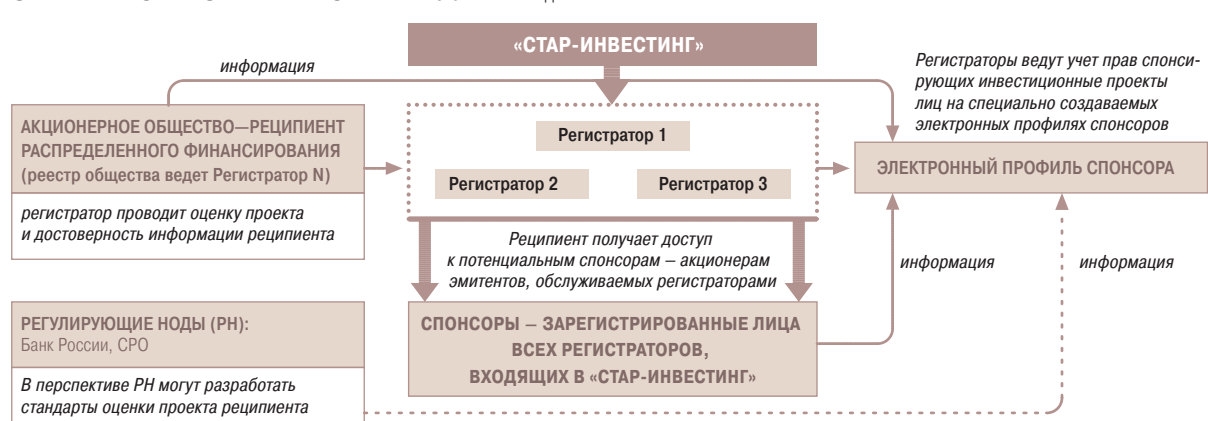 «СТАР-ИНВЕСТИНГ»
информация
Регистраторы ведут учет прав спонси-
рующих инвестиционные проекты
лиц на специально создаваемых
электронных профилях спонсоров
АКЦИОНЕРНОЕ ОБЩЕСТВО—РЕЦИПИЕНТ
РАСПРЕДЕЛЕННОГО ФИНАНСИРОВАНИЯ
(реестр общества ведет Регистратор N)
регистратор проводит оценку проекта
и достоверность информации реципиента
Регистратор 1
Регистратор 2
Регистратор 3
ЭЛЕКТРОННЫЙ ПРОФИЛЬ СПОНСОРА
Реципиент получает доступ
к потенциальным спонсорам – акционерам
эмитентов, обслуживаемых регистраторами
информация
информация
РЕГУЛИРУЮЩИЕ НОДЫ (РН):
Банк России, СРО
В перспективе РН могут разработать
стандарты оценки проекта реципиента
СПОНСОРЫ – ЗАРЕГИСТРИРОВАННЫЕ ЛИЦА
ВСЕХ РЕГИСТРАТОРОВ,
ВХОДЯЩИХ В «СТАР-ИНВЕСТИНГ»